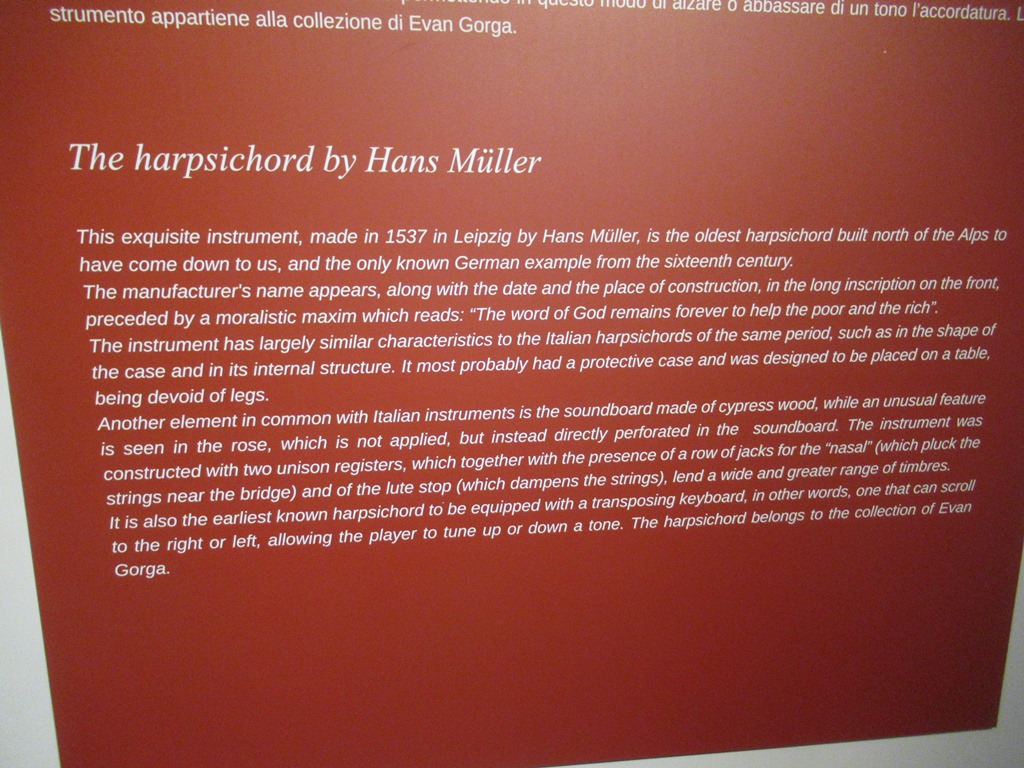 permettendo in questo modo di alzare o abbassare di un tono l'accordatura. L
strumento appartiene alla collezione di Evan Gorga.
The harpsichord by Hans Müller
This exquisite instrument, made in 1537 in Leipzig by Hans Müller, is the oldest harpsichord built north of the Alps to
have come down to us, and the only known German example from the sixteenth century.
The manufacturer's name appears, along with the date and the place of construction, in the long inscription on the front,
preceded by a moralistic maxim which reads: “The word of God remains forever to help the poor and the rich”.
The instrument has largely similar characteristics to the Italian harpsichords of the same period, such as in the shape of
the case and in its internal structure. It most probably had a protective case and was designed to be placed on a table,
being devoid of legs.
Another element in common with Italian instruments is the soundboard made of cypress wood, while an unusual feature
is seen in the rose, which is not applied, but instead directly perforated in the soundboard. The instrument was
constructed with two unison registers, which together with the presence of a row of jacks for the “nasal” (which pluck the
strings near the bridge) and of the lute stop (which dampens the strings), lend a wide and greater range of timbres.
It is also the earliest known harpsichord to be equipped with a transposing keyboard, in other words, one that can scroll
to the right or left, allowing the player to tune up or down a tone. The harpsichord belongs to the collection of Evan
Gorga.